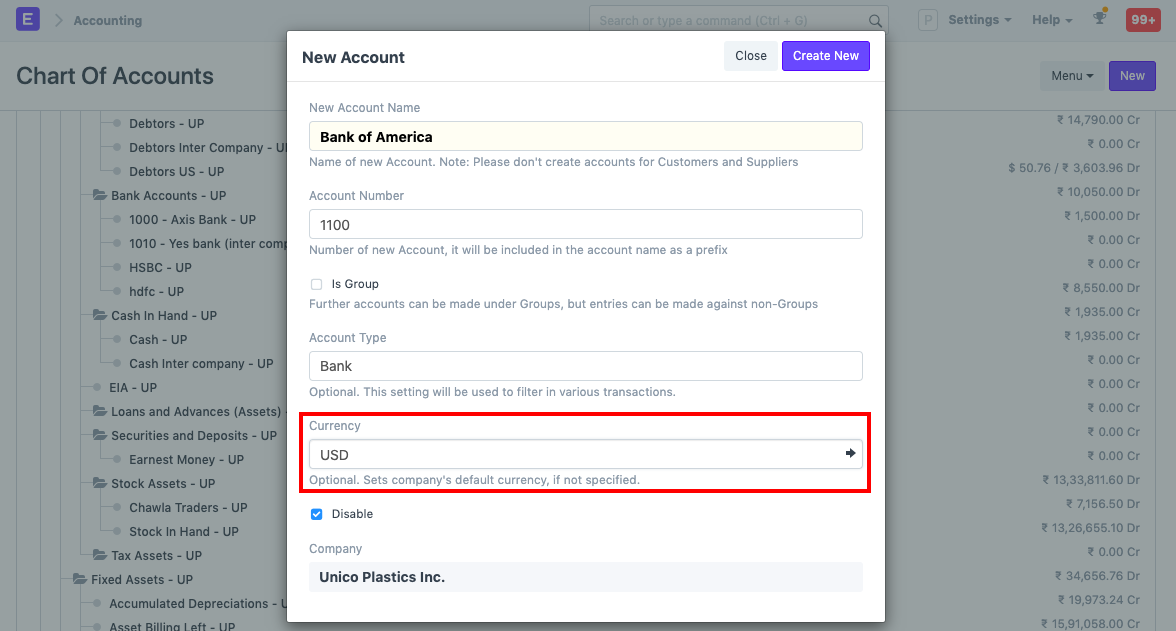 E
Accounting
Search or type a command (Ctrl + G)
P
Settings
Help
99+
Chart Of Accounts
Menu
New
New Account
Close
Create New
New Account Name
Bank of America
Name of new Account. Note: Please don't create accounts for Customers and Suppliers
Account Number
1100
Number of new Account, it will be included in the account name as a prefix
Is Group
Further accounts can be made under Groups, but entries can be made against non-Groups
Account Type
Bank
Optional. This setting will be used to filter in various transactions.
Currency
USD
Optional. Sets company's default currency, if not specified.
Disable
Company
Unico Plastics Inc.
Debtors - UP
₹ 14,790.00 Cr
Debtors Inter Company - U
₹ 0.00 Cr
Debtors US - UP
$ 50.76 / ₹ 3,603.96 Dr
Bank Accounts - UP
₹ 10,050.00 Dr
1000 - Axis Bank - UP
₹ 1,500.00 Dr
1010 - Yes bank (inter comp
₹ 0.00 Cr
HSBC - UP
₹ 0.00 Cr
hdfc - UP
₹ 8,550.00 Dr
Cash In Hand - UP
₹ 1,935.00 Cr
Cash - UP
₹ 1,935.00 Cr
Cash Inter company - UP
₹ 0.00 Cr
EIA - UP
₹ 0.00 Cr
Loans and Advances (Assets) -
₹ 0.00 Cr
Securities and Deposits - UP
₹ 0.00 Cr
Earnest Money - UP
₹ 0.00 Cr
Stock Assets - UP
₹ 13,33,811.60 Dr
Chawla Traders - UP
₹ 7,156.50 Dr
Stock In Hand - UP
₹ 13,26,655.10 Dr
Tax Assets - UP
₹ 0.00 Cr
Fixed Assets - UP
₹ 34,656.76 Dr
Accumulated Depreciations - U
₹ 19,973.24 Cr
Asset Billing Left - UP
₹ 15,91,058.00 Cr